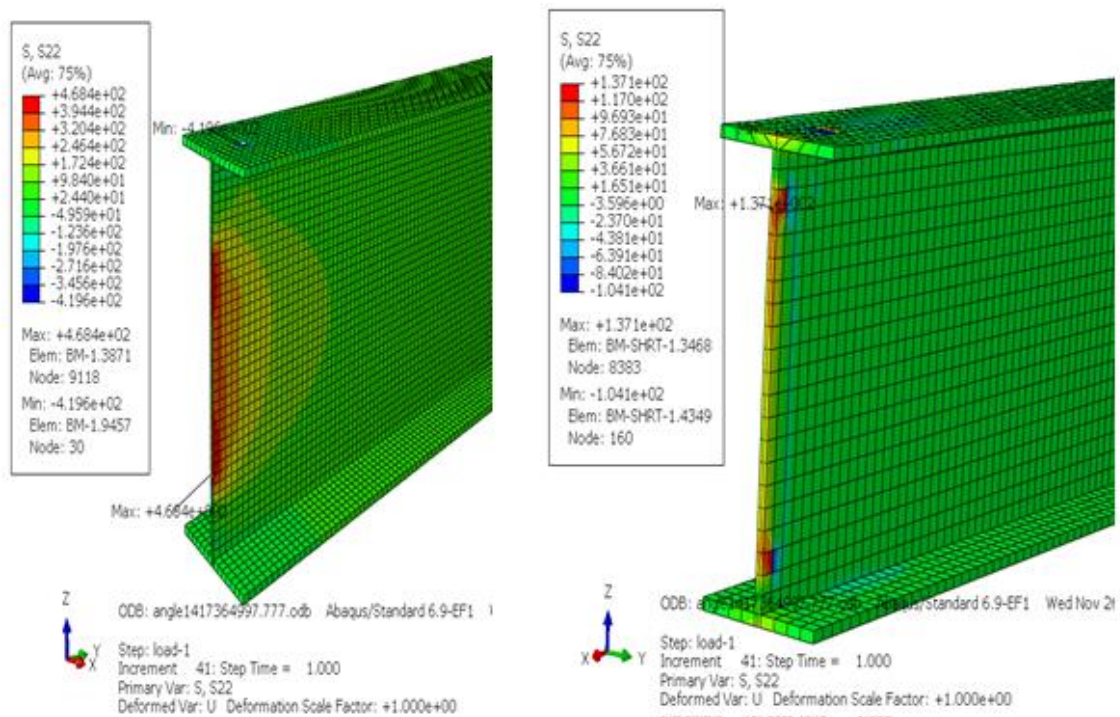 S, S22
(Avg: 75%)
+4.684e+02
+3.944e+02
+3.204e+02
+2.464e+02
+1.724e+02
+9.840e+01
+2.440e+01
-4.959e+01
-1.236e+02
-1.976e+02
-2.716e+02
-3.456e+02
-4.196e+02
Max: +4.684e+02
Elem: BM-1.3871
Node: 9118
Min: -4.196e+02
Elem: BM-1.9457
Node: 30
Min:
Max:
Z
Y
X
ODB: angle1417364997.777.odb Abaqus/Standard 6.9-EF1
Step: load-1
Increment 41: Step Time = 1.000
Primary Var: S, S22
Deformed Var: U Deformation Scale Factor: +1.000e+00
S, S22
(Avg: 75%)
+1.371e+02
+1.170e+02
+9.693e+01
+7.683e+01
+5.672e+01
+3.661e+01
+1.651e+01
-3.596e+00
-2.370e+01
-4.381e+01
-6.391e+01
-8.402e+01
-1.041e+02
Max: +1.371e+02
Elem: BM-SHRT-1.3468
Node: 8383
Min: -1.041e+02
Elem: BM-SHRT-1.4349
Node: 160
Max:
Z
X
Y
ODB: Abaqus/Standard 6.9-EF1 Wed Nov
Step: load-1
Increment 41: Step Time = 1.000
Primary Var: S, S22
Deformed Var: U Deformation Scale Factor: +1.000e+00